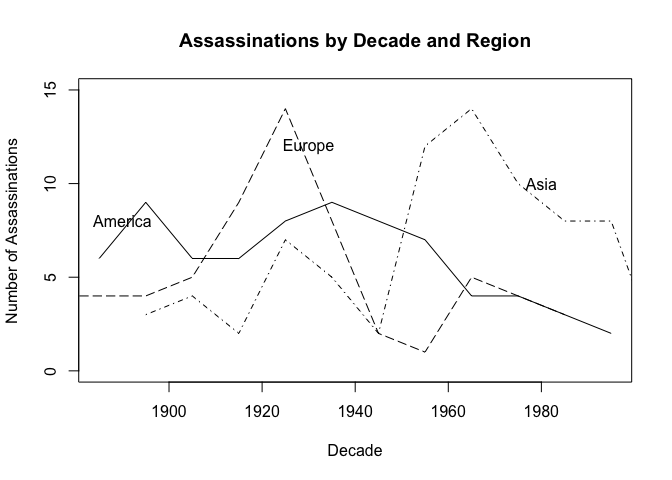 Assassinations by Decade and Region
Number of Assassinations
15
10
5
0
America
Europe
Asia
1900 1920 1940 1960 1980
Decade